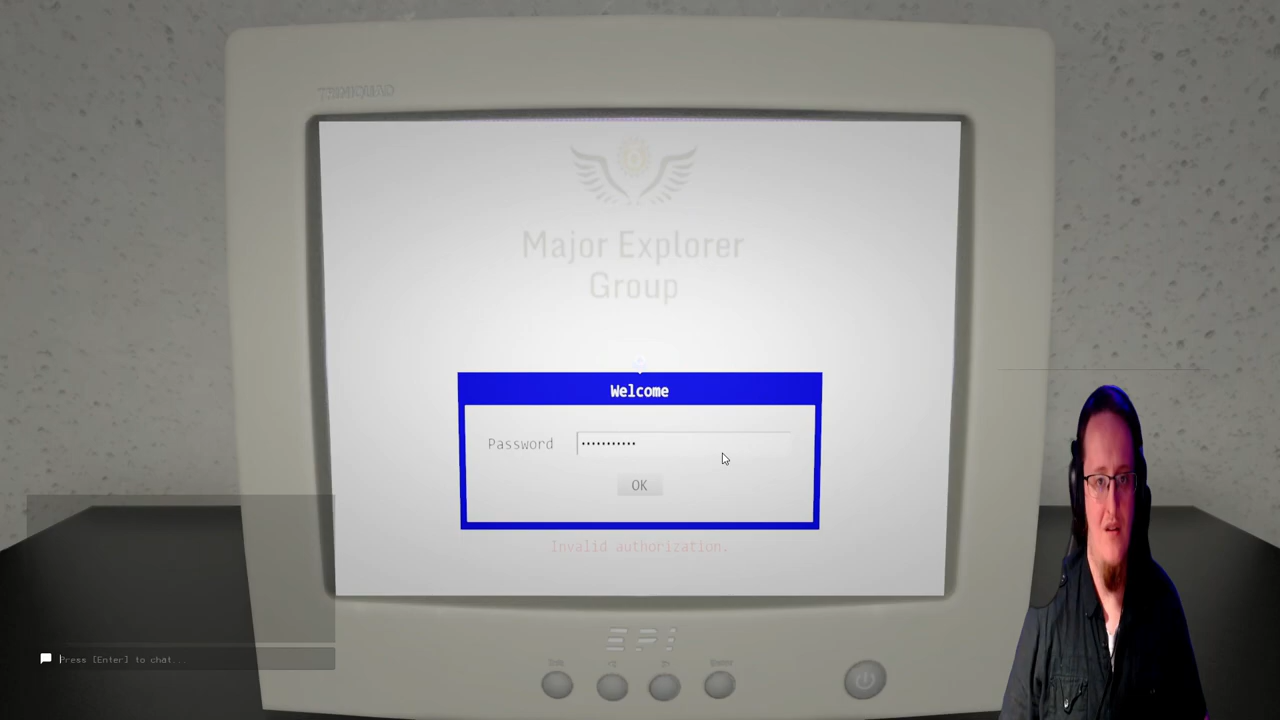 Major Explorer
Group
Welcome
Password
OK
Invalid authorization.
Press [Enter] to chat...